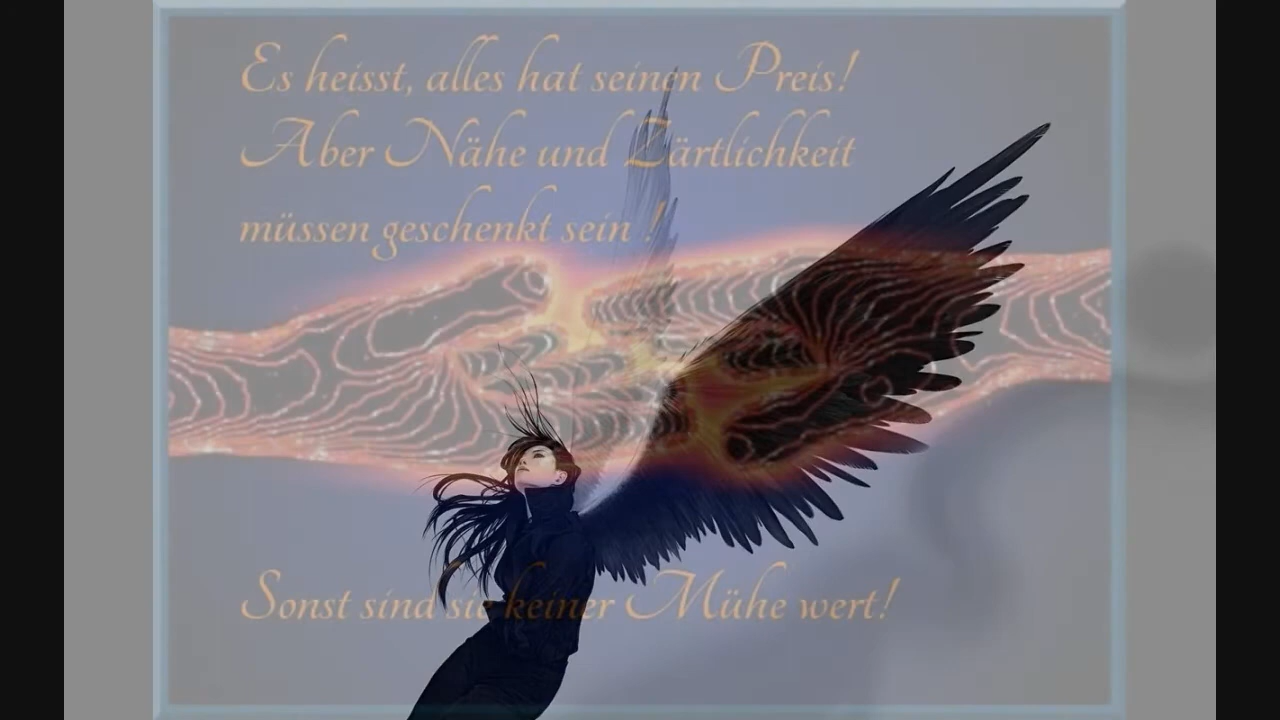 Es heisst, alles hat seinen Preis!
Aber Nähe und Zärtlichkeit
müssen geschenkt sein !
Sonst sind sie keiner Mühe wert!